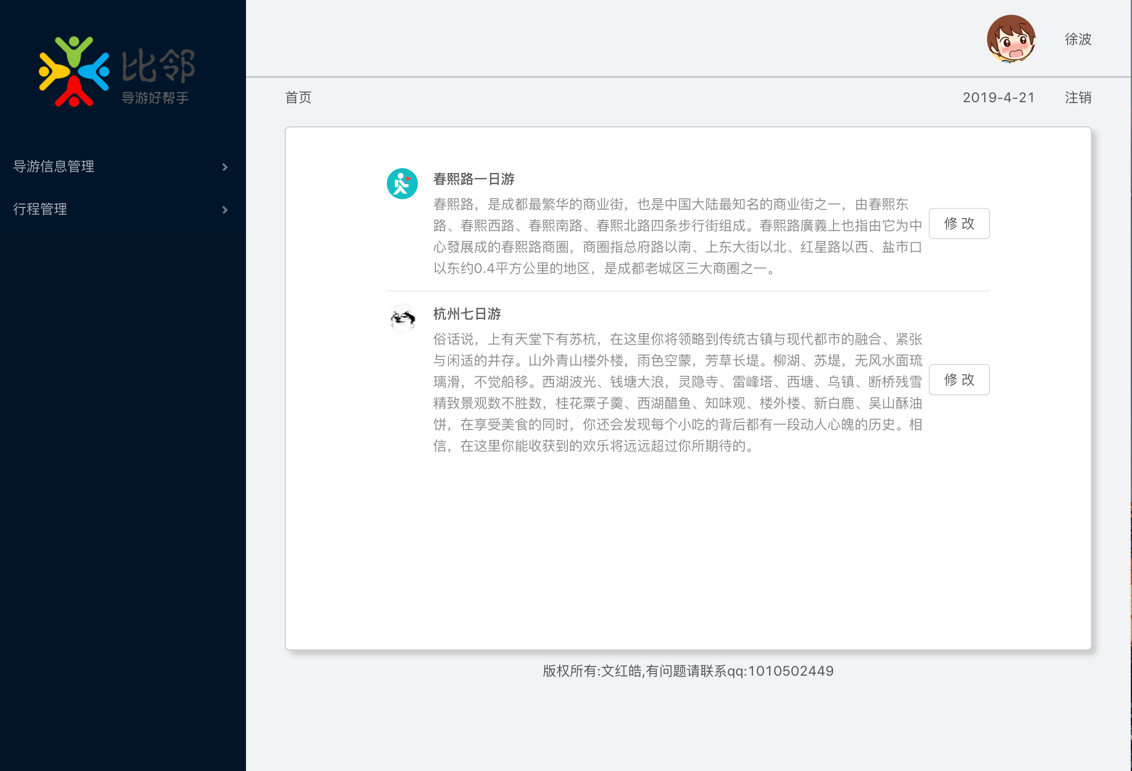 比邻
导游好帮手
徐波
首页
2019-4-21
注销
导游信息管理
行程管理
春熙路一日游
春熙路，是成都最繁华的商业街，也是中国大陆最知名的商业街之一，由春熙东
路、春熙西路、春熙南路、春熙北路四条步行街组成。春熙路廣義上也指由它为中
心發展成的春熙路商圈，商圈指总府路以南、上东大街以北、红星路以西、盐市口
以东约0.4平方公里的地区，是成都老城区三大商圈之一。
修 改
杭州七日游
俗话说，上有天堂下有苏杭，在这里你将领略到传统古镇与现代都市的融合、紧张
与闲适的并存。山外青山楼外楼，雨色空蒙，芳草长堤。柳湖、苏堤，无风水面琉
璃滑，不觉船移。西湖波光、钱塘大浪，灵隐寺、雷峰塔、西塘、乌镇、断桥残雪
精致景观数不胜数，桂花粟子羹、西湖醋鱼、知味观、楼外楼、新白鹿、吴山酥油
饼，在享受美食的同时，你还会发现每个小吃的背后都有一段动人心魄的历史。相
信，在这里你能收获到的欢乐将远远超过你所期待的。
修 改
版权所有:文红皓,有问题请联系qq:1010502449